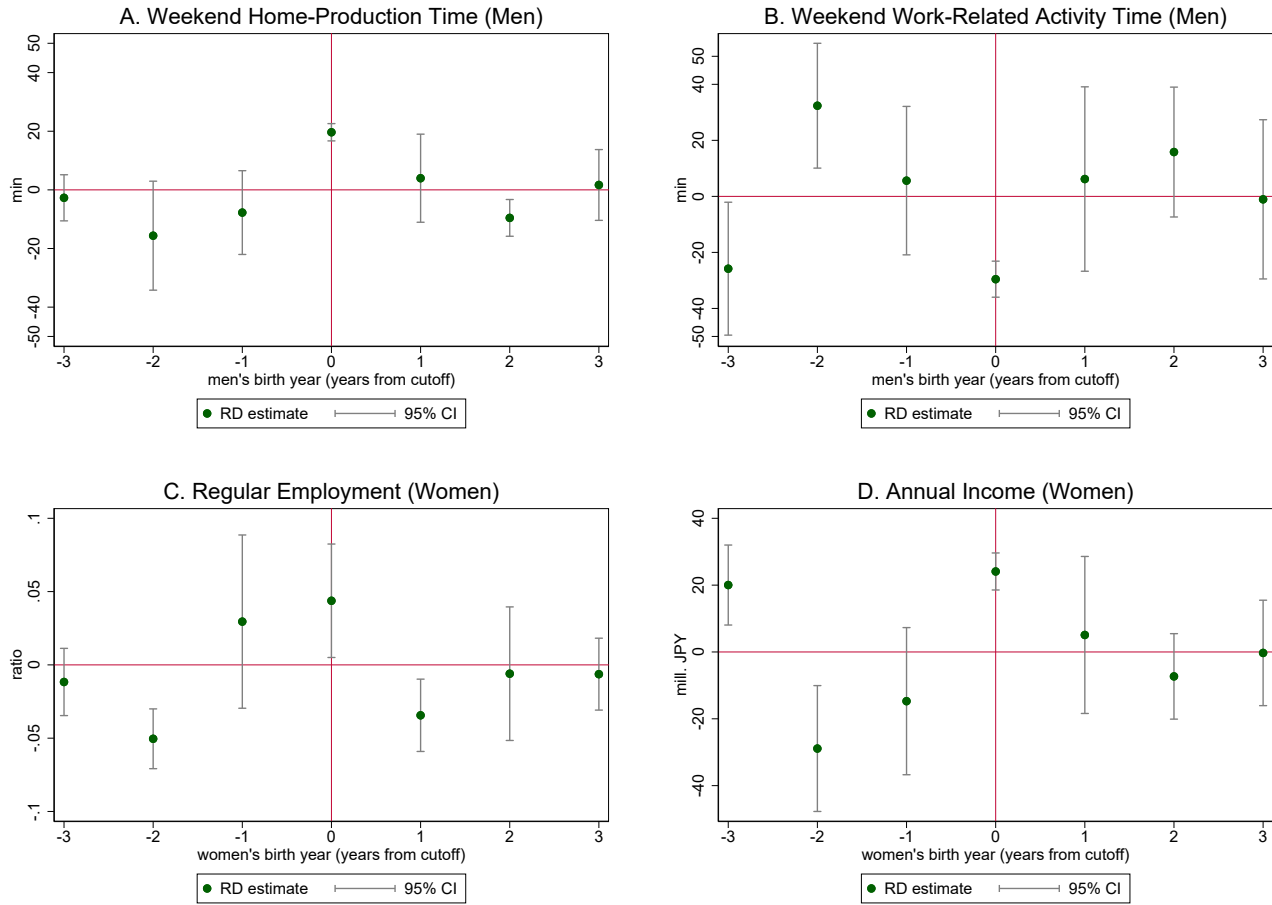 A. Weekend Home-Production Time (Men)
50
40
20
0
-20
-40
-50
min
-3 -2 -1 0 1 2 3
men's birth year (years from cutoff)
RD estimate 95% CI
B. Weekend Work-Related Activity Time (Men)
50
40
20
0
-20
-40
-50
min
-3 -2 -1 0 1 2 3
men's birth year (years from cutoff)
RD estimate 95% CI
C. Regular Employment (Women)
.1
.05
0
-.05
-.1
ratio
-3 -2 -1 0 1 2 3
women's birth year (years from cutoff)
RD estimate 95% CI
D. Annual Income (Women)
40
20
0
-20
-40
mill. JPY
-3 -2 -1 0 1 2 3
women's birth year (years from cutoff)
RD estimate 95% CI